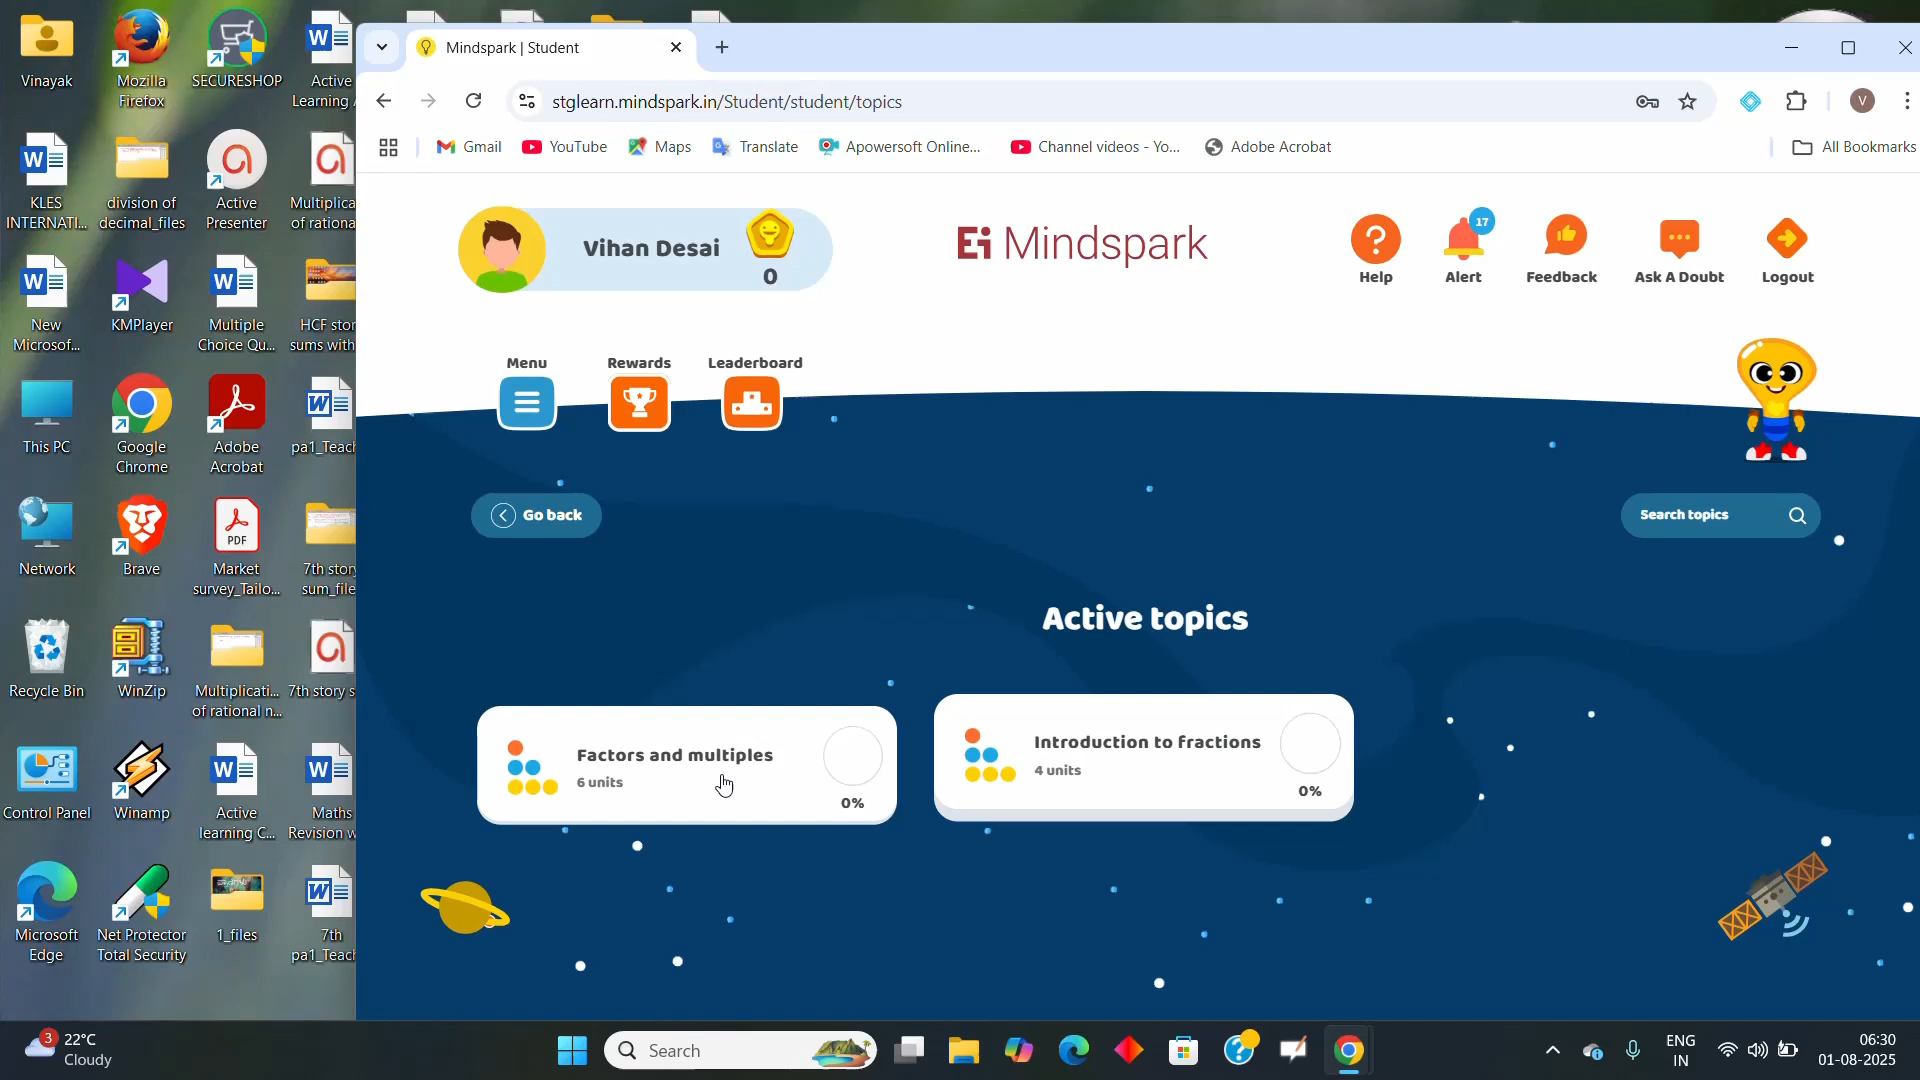 Vinayak
Mozilla
Firefox
SECURESHOP
Active
Learning
KLES
INTERNATI...
division of
decimal_files
Active
Presenter
Multiplica
of rationa
New
Microsof...
KMPlayer
Multiple
Choice Qu...
HCF stor
sums with
This PC
Google
Chrome
Adobe
Acrobat
pa1_Teach
Network
Brave
PDF
Market
survey_Tailo...
7th story
sum_file
Recycle Bin
WinZip
Multiplicati...
of rational n...
7th story s
Control Panel
Winamp
Active
learning C...
Maths
Revision w
Microsoft
Edge
Net Protector
Total Security
1_files
7th
pa1_Teach
Mindspark | Student
stglearn.mindspark.in/Student/student/topics
V
Gmail
YouTube
Maps
Translate
Apowersoft Online...
Channel videos - Yo...
Adobe Acrobat
All Bookmarks
Vihan Desai
0
Ei Mindspark
Help
17
Alert
Feedback
Ask A Doubt
Logout
Menu
Rewards
Leaderboard
Go back
Search topics
Active topics
Factors and multiples
6 units
0%
Introduction to fractions
4 units
0%
3
22°C
Cloudy
Search
ENG
IN
06:30
01-08-2025